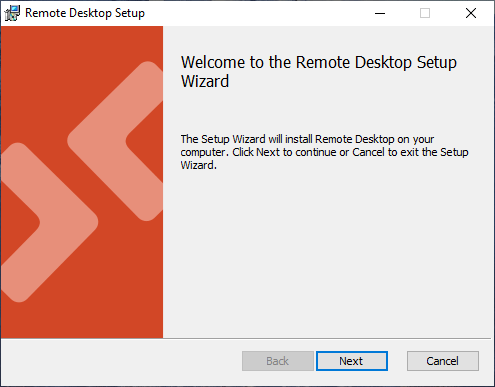 Remote Desktop Setup
Welcome to the Remote Desktop Setup
Wizard
The Setup Wizard will install Remote Desktop on your
computer. Click Next to continue or Cancel to exit the Setup
Wizard.
Back
Next
Cancel